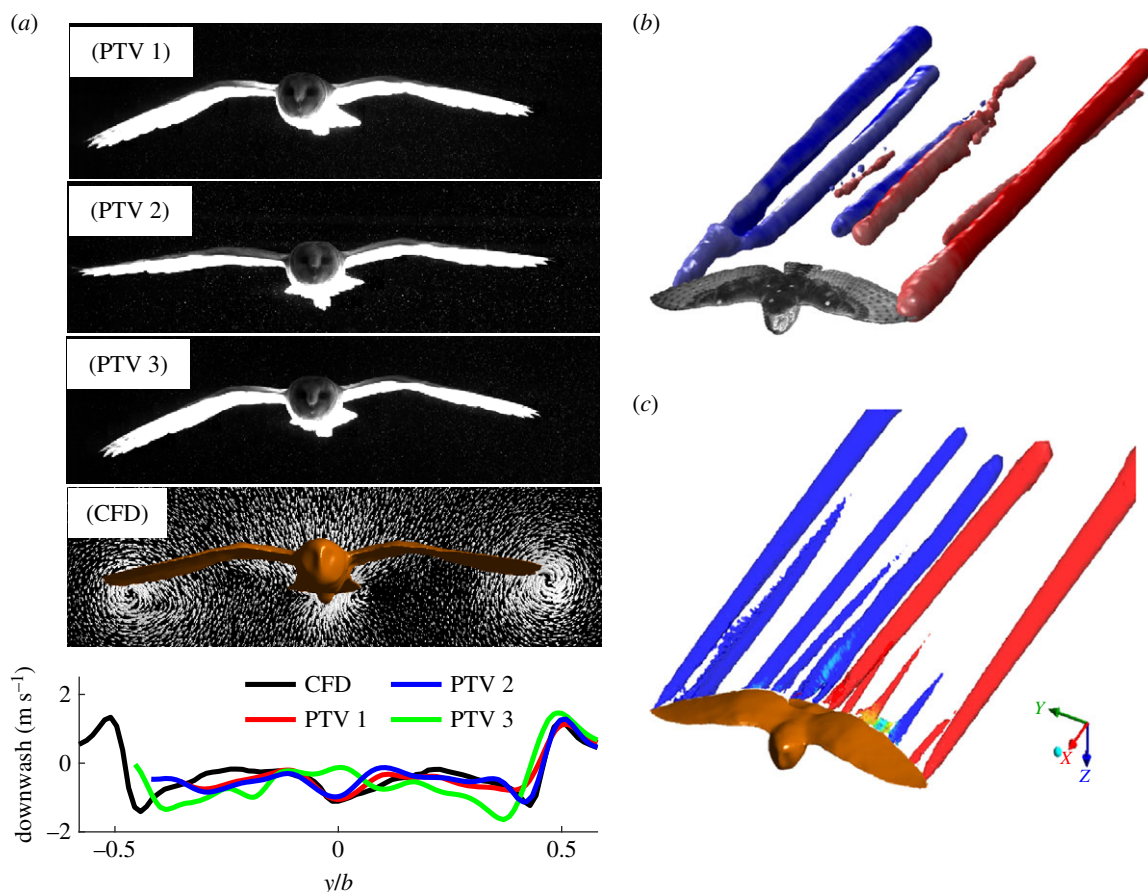 (a)
(PTV 1)
(PTV 2)
(PTV 3)
(CFD)
2
0
−2
downwash (m s⁻¹)
CFD
PTV 2
PTV 1
PTV 3
−0.5
0
0.5
y/b
(b)
(c)
Y
X
Z